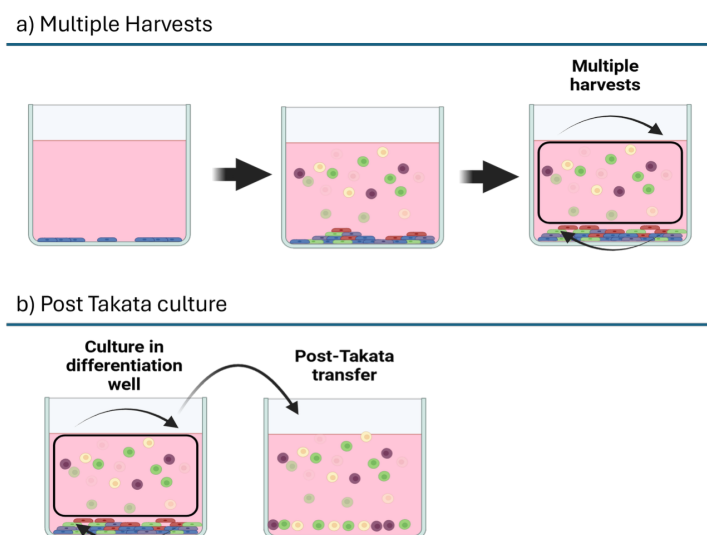 a) Multiple Harvests
Multiple
harvests
b) Post Takata culture
Culture in
differentiation
well
Post-Takata
transfer